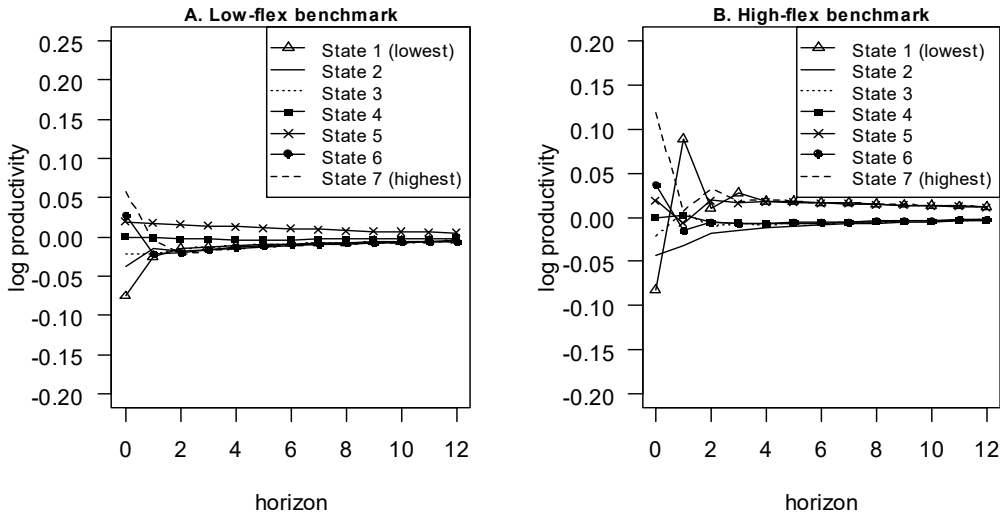 A. Low-flex benchmark
log productivity
0.25
0.20
0.15
0.10
0.05
0.00
-0.05
-0.10
-0.15
-0.20
State 1 (lowest)
State 2
State 3
State 4
State 5
State 6
State 7 (highest)
0 2 4 6 8 10 12
horizon
B. High-flex benchmark
log productivity
0.20
0.15
0.10
0.05
0.00
-0.05
-0.10
-0.15
-0.20
State 1 (lowest)
State 2
State 3
State 4
State 5
State 6
State 7 (highest)
0 2 4 6 8 10 12
horizon